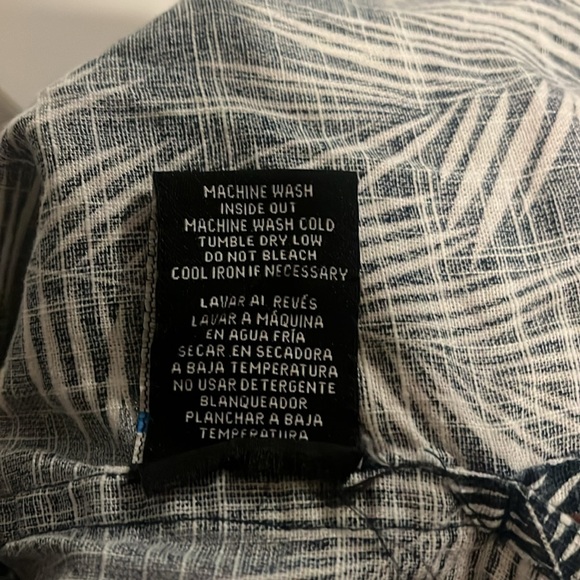 MACHINE WASH
INSIDE OUT
MACHINE WASH COLD
TUMBLE DRY LOW
DO NOT BLEACH
COOL IRON IF NECESSARY
LAVAR AL REVÉS
LAVAR A MÁQUINA
EN AGUA FRÍA
SECAR EN SECADORA
A BAJA TEMPERATURA
NO USAR DETERGENTE
BLANQUEADOR
PLANCHAR A BAJA
TEMPERATURA